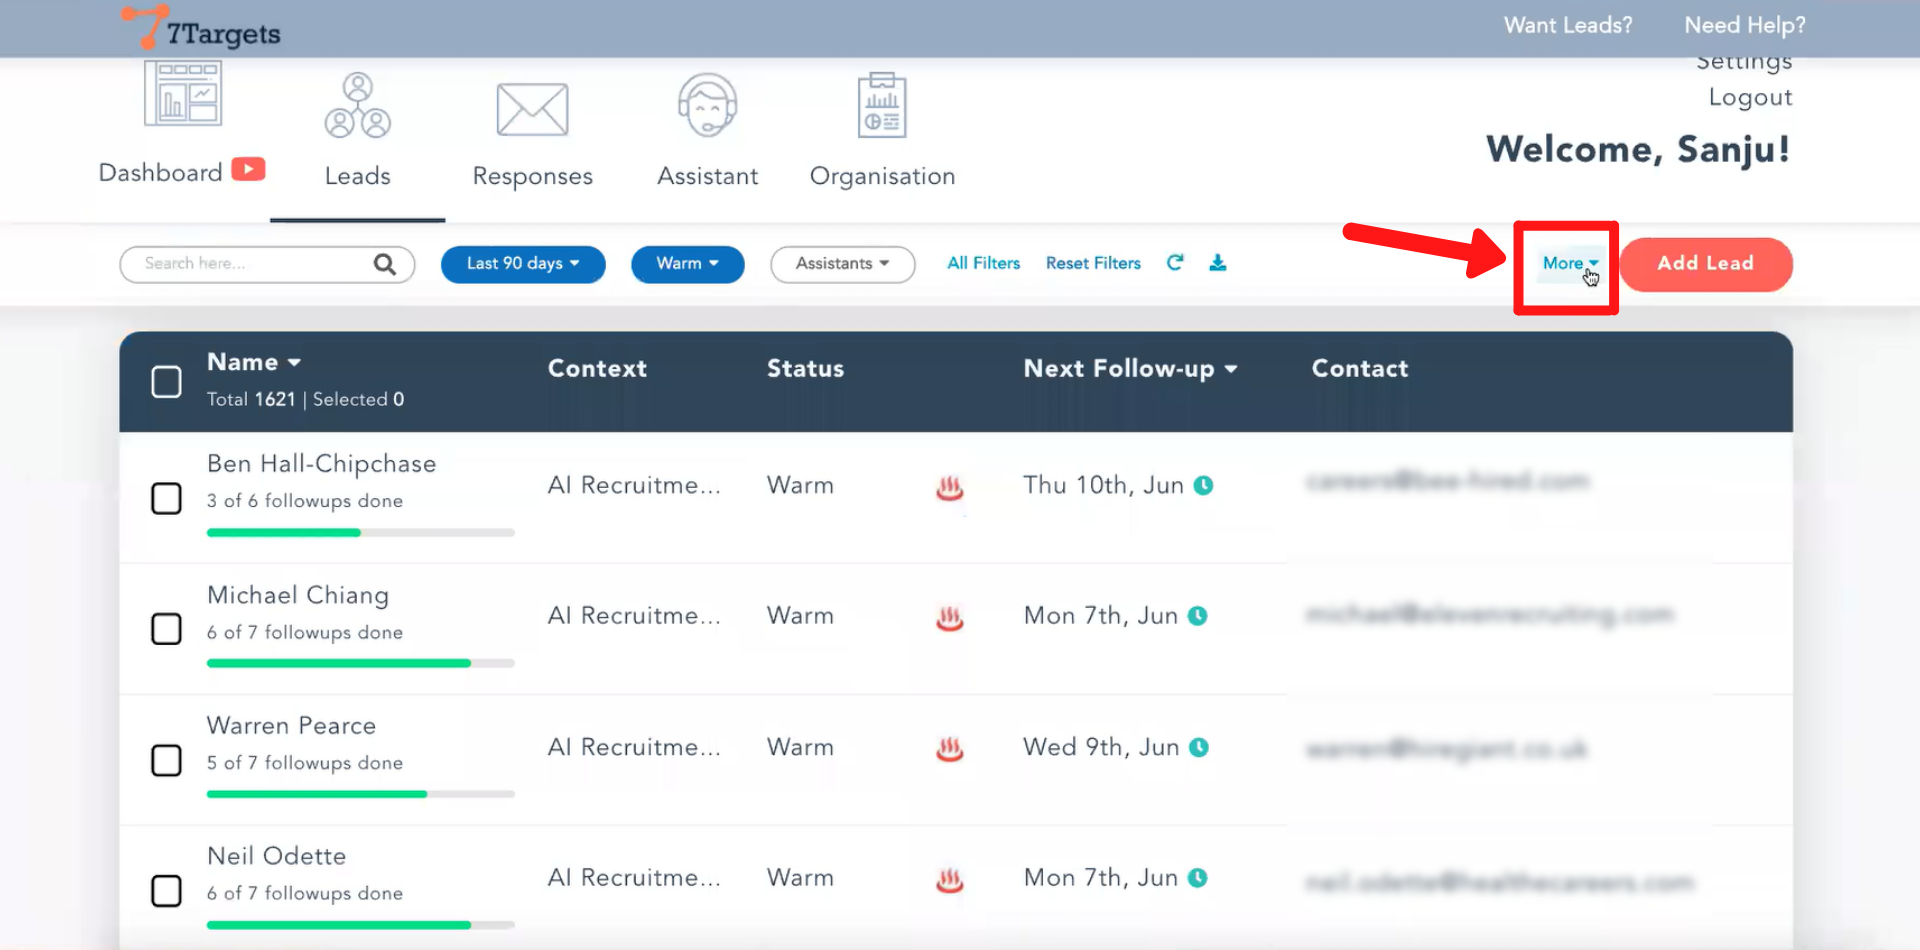 7Targets
Want Leads?
Need Help?
Settings
Logout
Welcome, Sanju!
Dashboard
Leads
Responses
Assistant
Organisation
Search here...
Last 90 days
Warm
Assistants
All Filters
Reset Filters
More
Add Lead
Name
Total 1621 | Selected 0
Context
Status
Next Follow-up
Contact
Ben Hall-Chipchase
3 of 6 followups done
AI Recruitme...
Warm
Thu 10th, Jun
Michael Chiang
6 of 7 followups done
AI Recruitme...
Warm
Mon 7th, Jun
Warren Pearce
5 of 7 followups done
AI Recruitme...
Warm
Wed 9th, Jun
Neil Odette
6 of 7 followups done
AI Recruitme...
Warm
Mon 7th, Jun